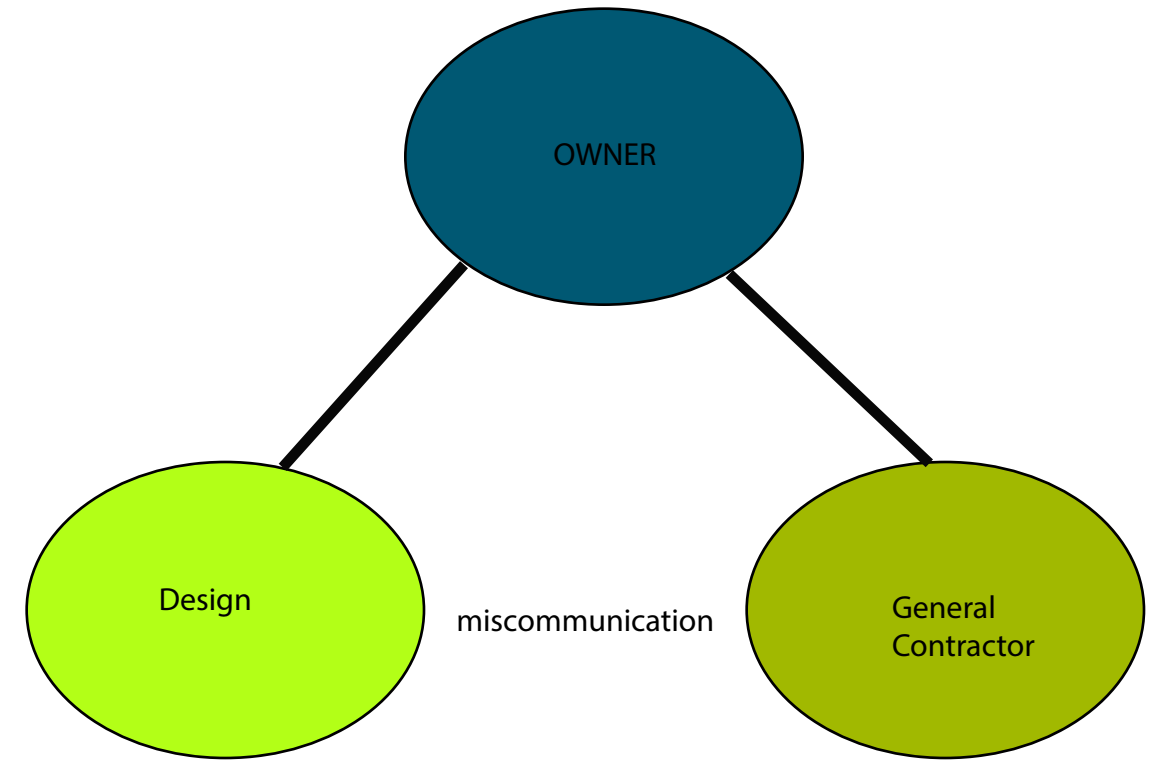 OWNER
Design
miscommunication
General
Contractor